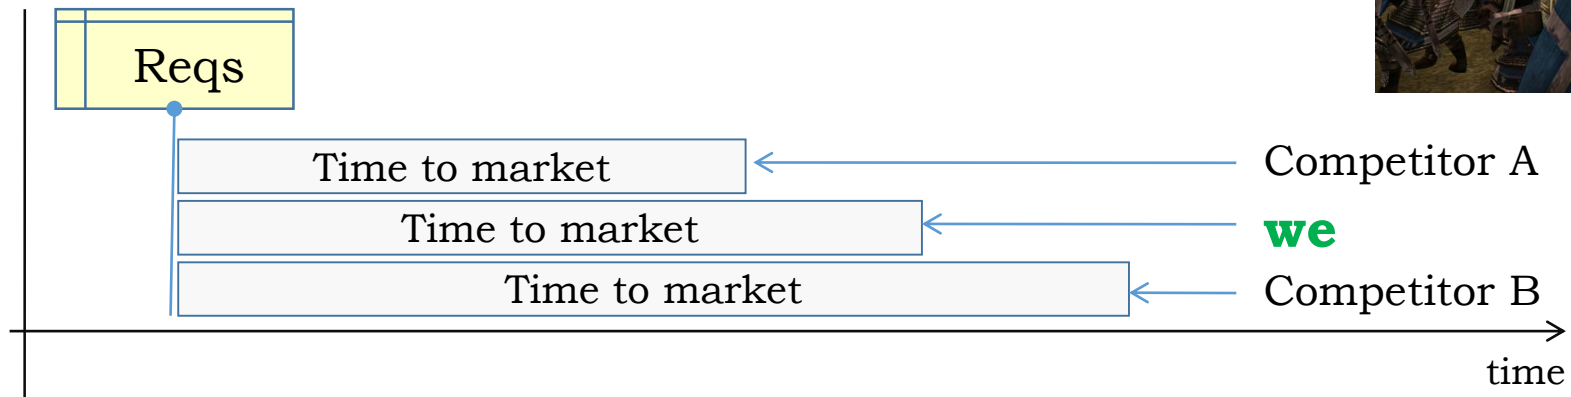 Reqs
Time to market
Competitor A
Time to market
we
Time to market
Competitor B
time